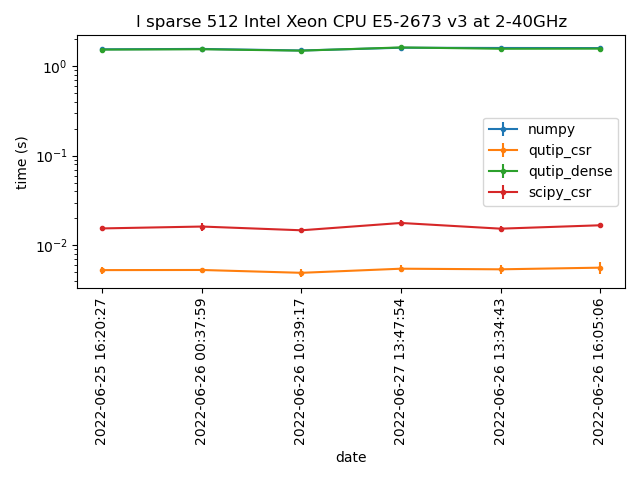 l sparse 512 Intel Xeon CPU E5-2673 v3 at 2-40GHz
time (s)
10^0
10^-1
10^-2
numpy
qutip_csr
qutip_dense
scipy_csr
2022-06-25 16:20:27
2022-06-26 00:37:59
2022-06-26 10:39:17
2022-06-27 13:47:54
2022-06-26 13:34:43
2022-06-26 16:05:06
date